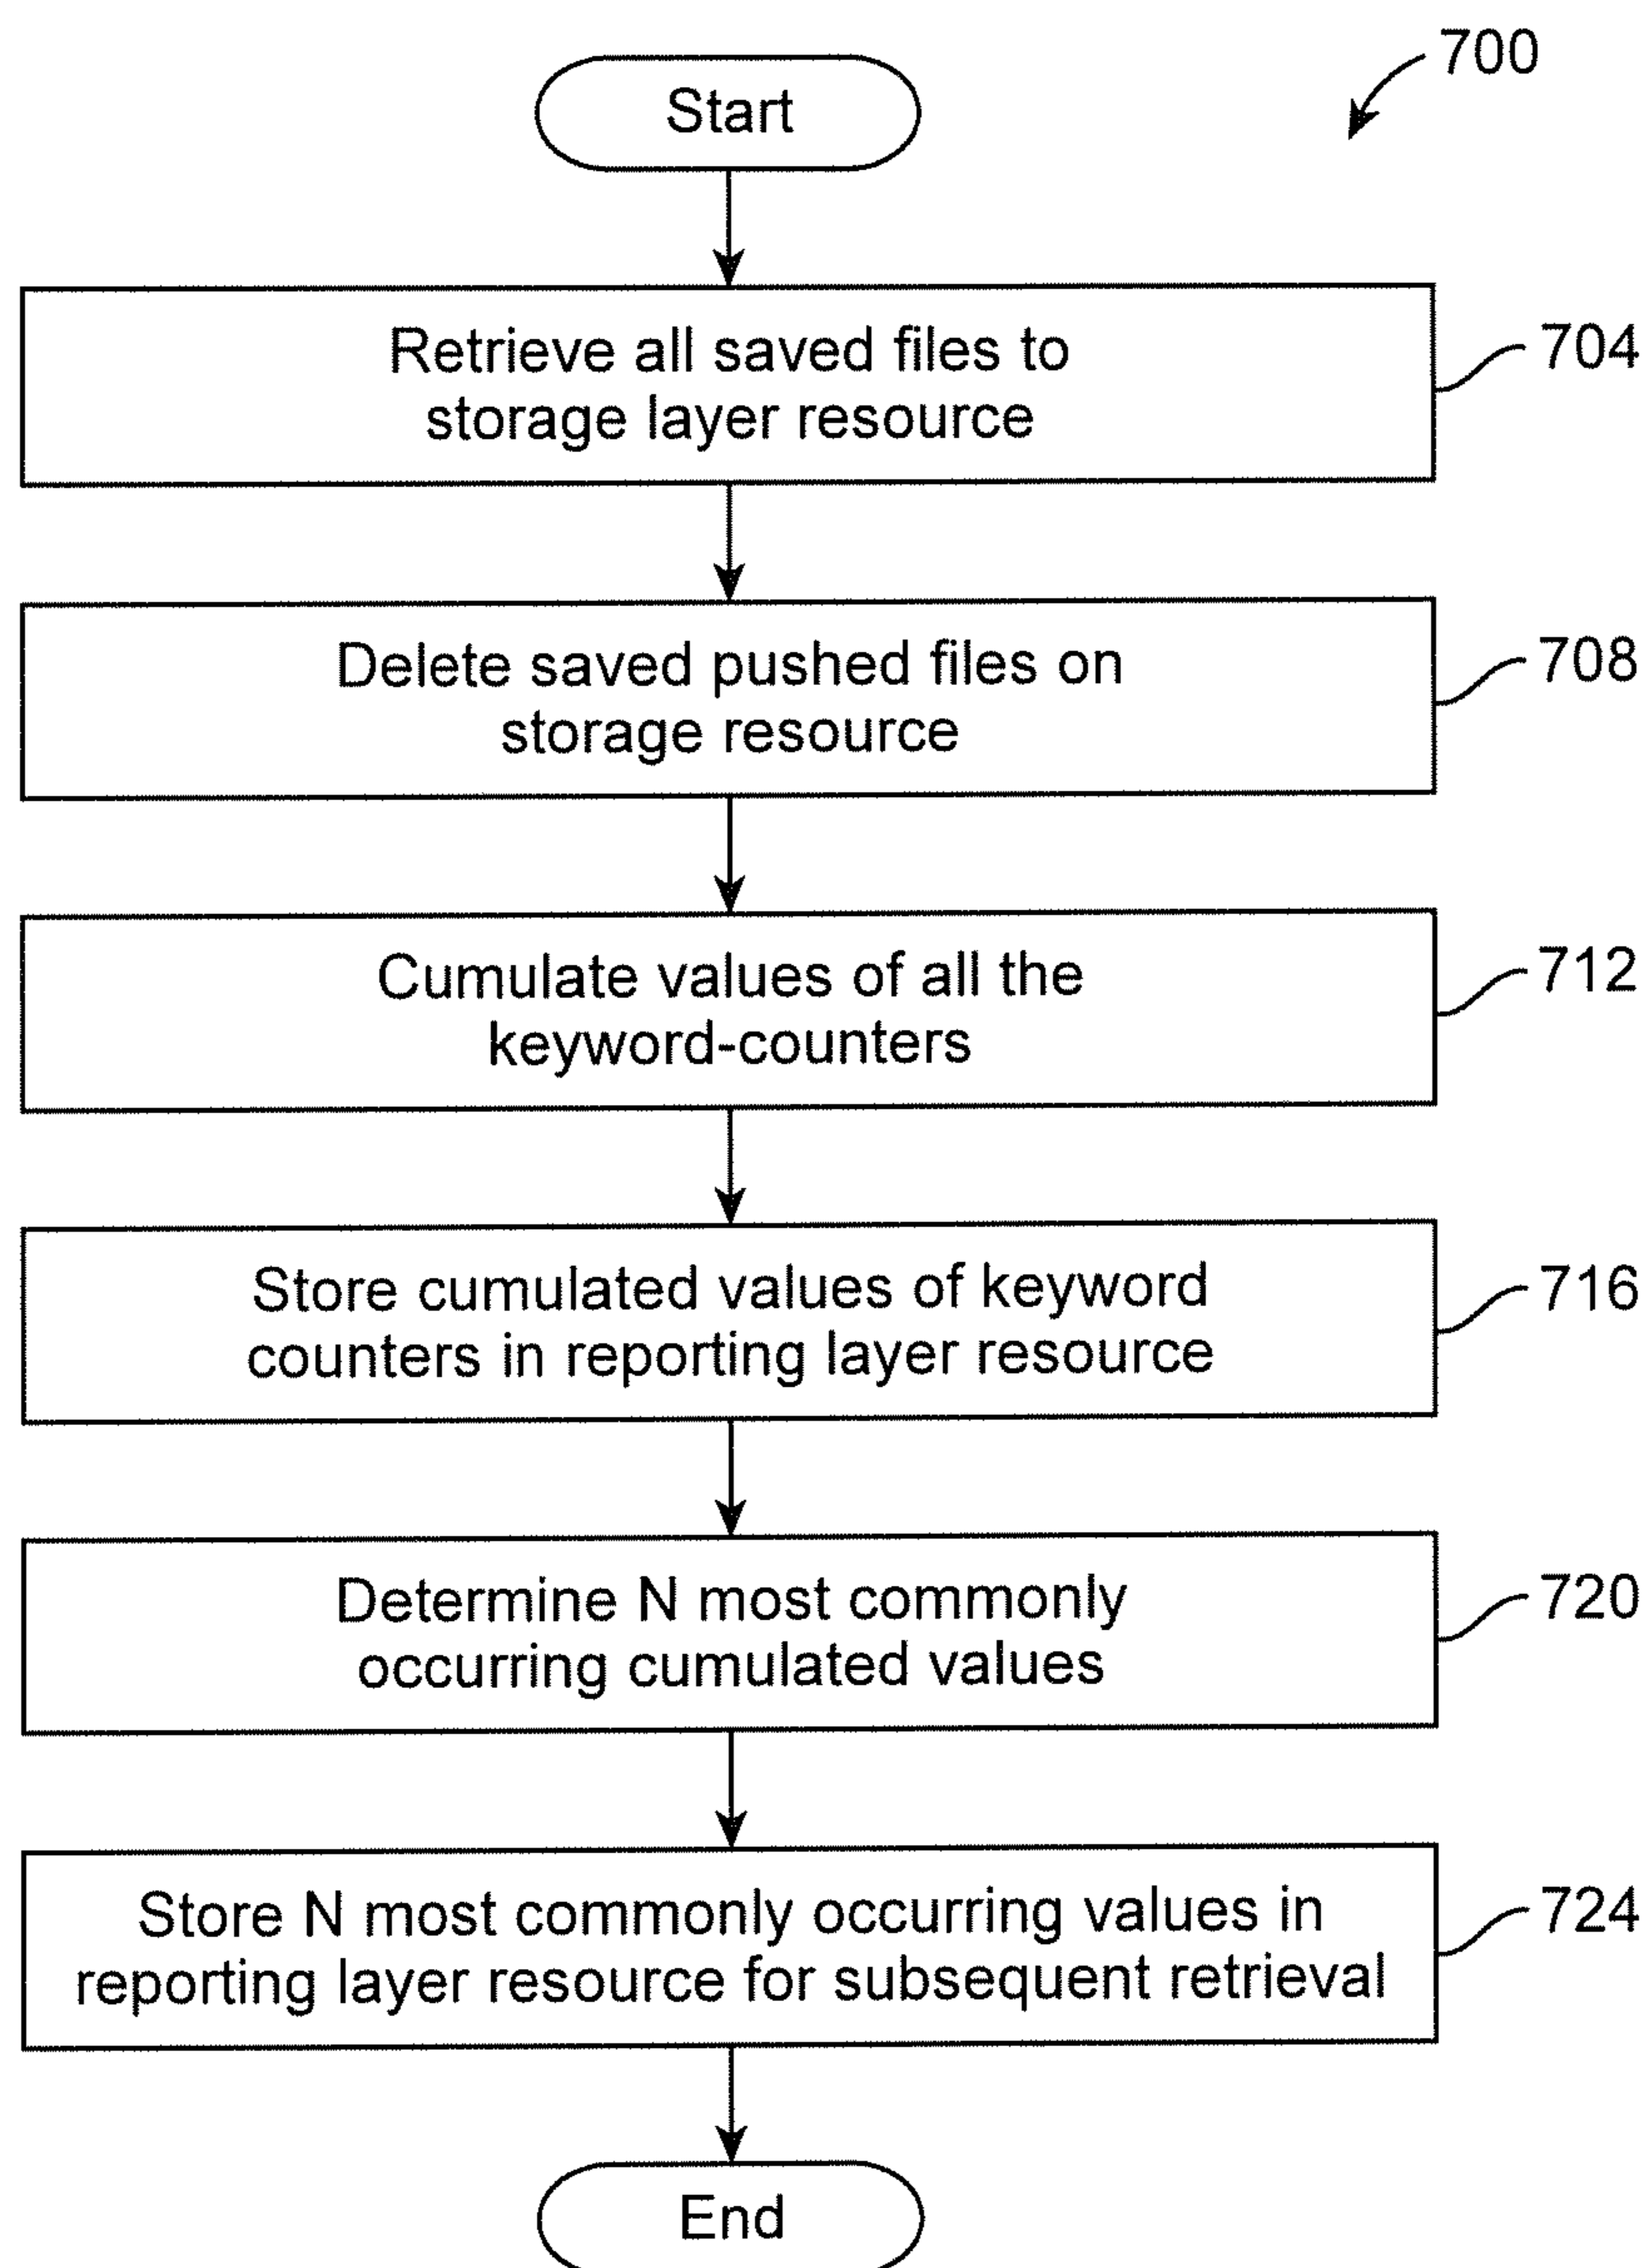 700
Start
Retrieve all saved files to
storage layer resource
704
Delete saved pushed files on
storage resource
708
Cumulate values of all the
keyword-counters
712
Store cumulated values of keyword
counters in reporting layer resource
716
Determine N most commonly
occurring cumulated values
720
Store N most commonly occurring values in
reporting layer resource for subsequent retrieval
724
End